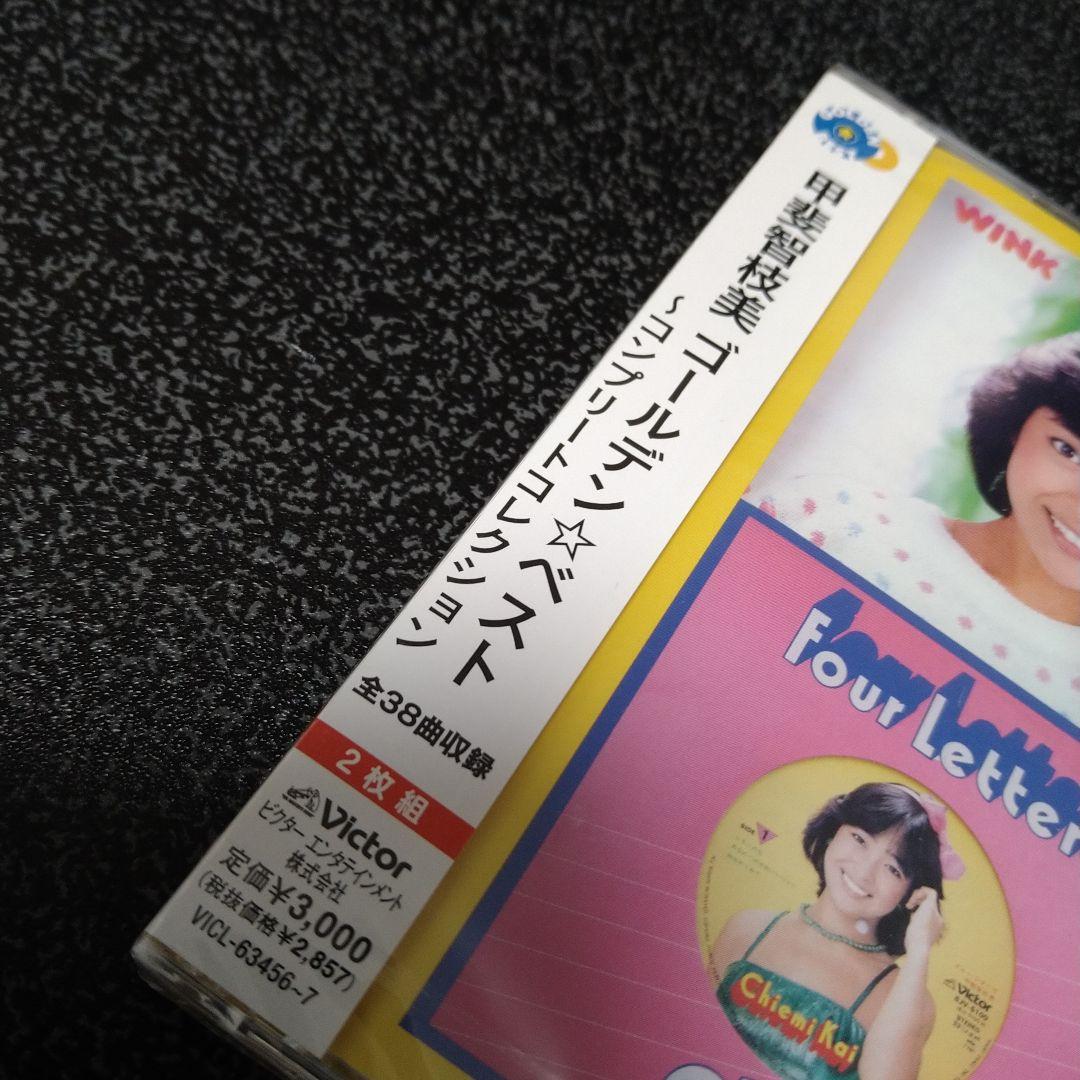 甲斐智枝美 ゴールデン☆ベスト
～コンプリートコレクション
全38曲収録
2枚組
Victor
ビクター エンタテインメント
株式会社
定価¥3,000
(税抜価格¥2,857)
VICL-63456~7
WINK
Four Letter
SIDE 1
Chiemi Kai
Victor
STEREO